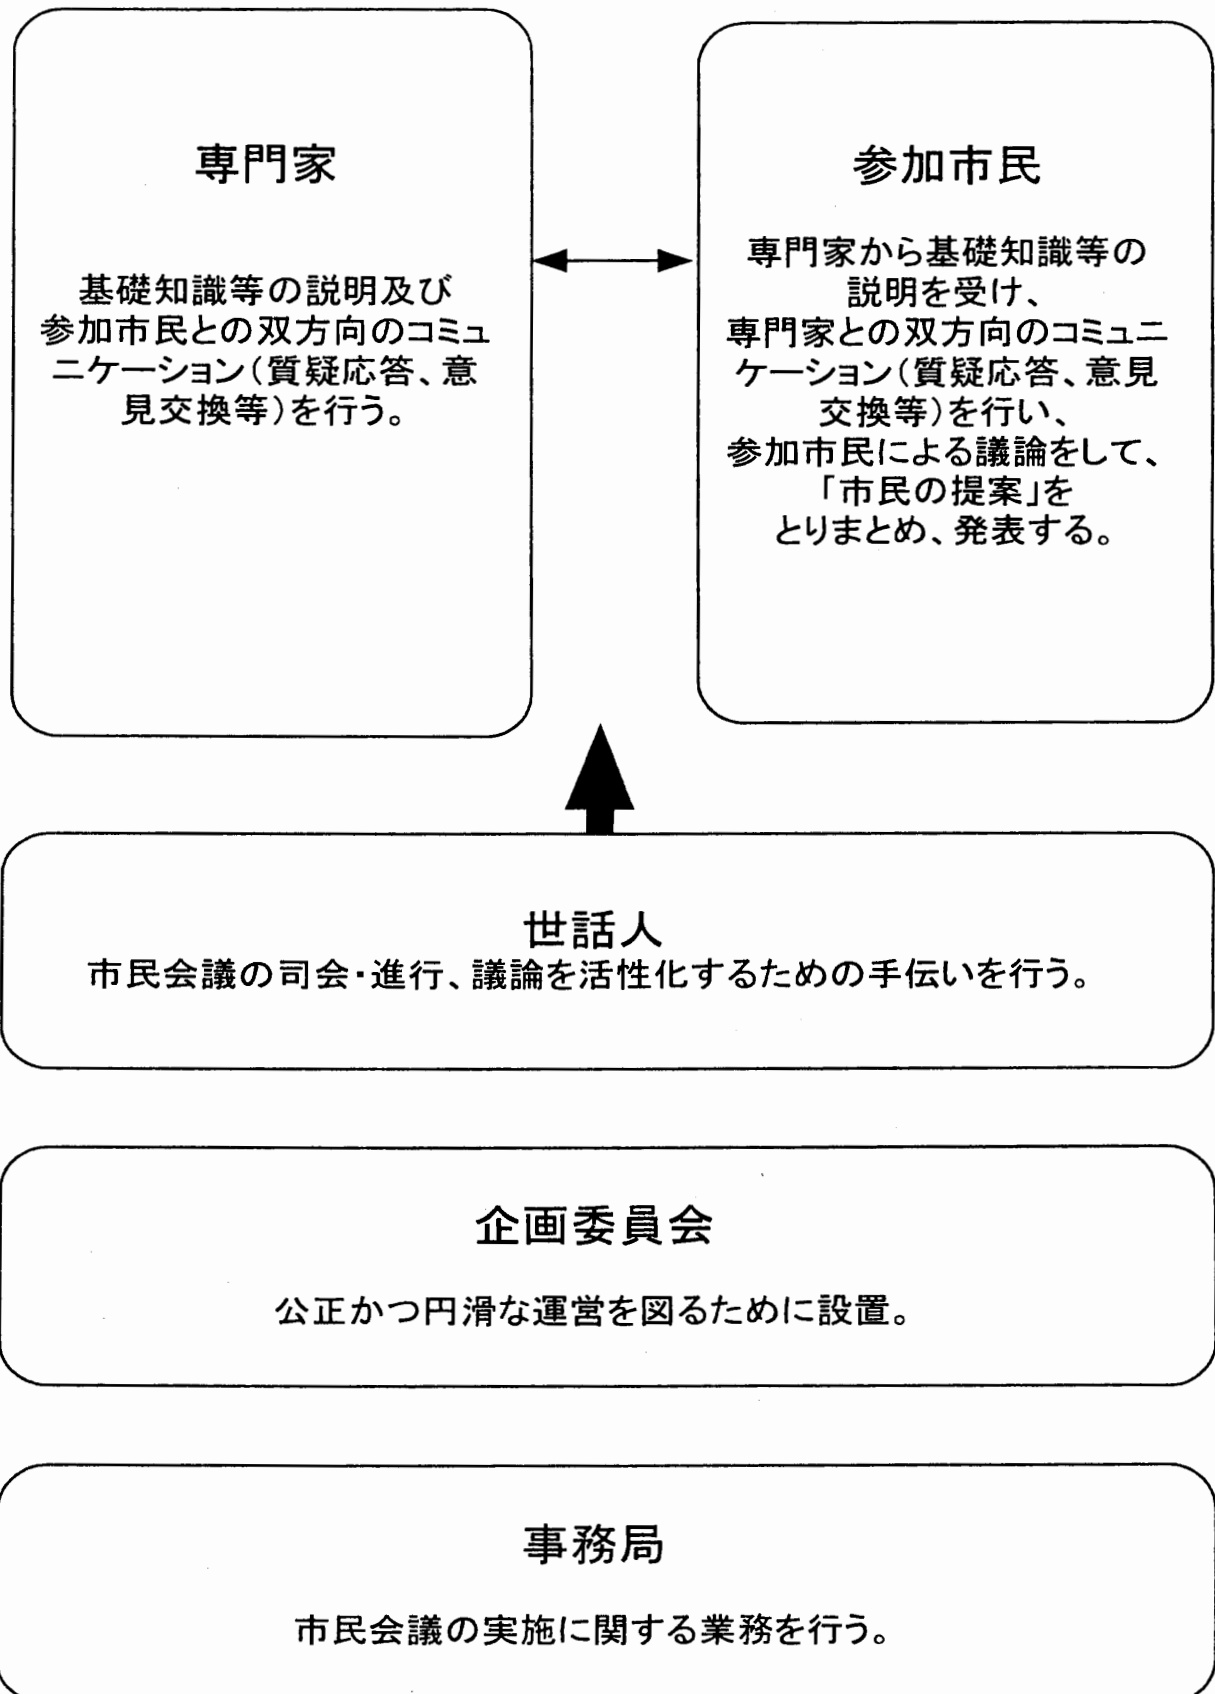 専門家
基礎知識等の説明及び
参加市民との双方向のコミュ
ニケーション(質疑応答、意
見交換等)を行う。
参加市民
専門家から基礎知識等の
説明を受け、
専門家との双方向のコミュニ
ケーション(質疑応答、意見
交換等)を行い、
参加市民による議論をして、
「市民の提案」を
とりまとめ、発表する。
世話人
市民会議の司会・進行、議論を活性化するための手伝いを行う。
企画委員会
公正かつ円滑な運営を図るために設置。
事務局
市民会議の実施に関する業務を行う。